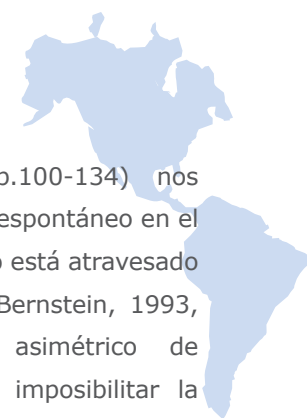 p.100-134) nos
espontáneo en el
está atravesado
Bernstein, 1993,
asimétrico de
imposibilitar la